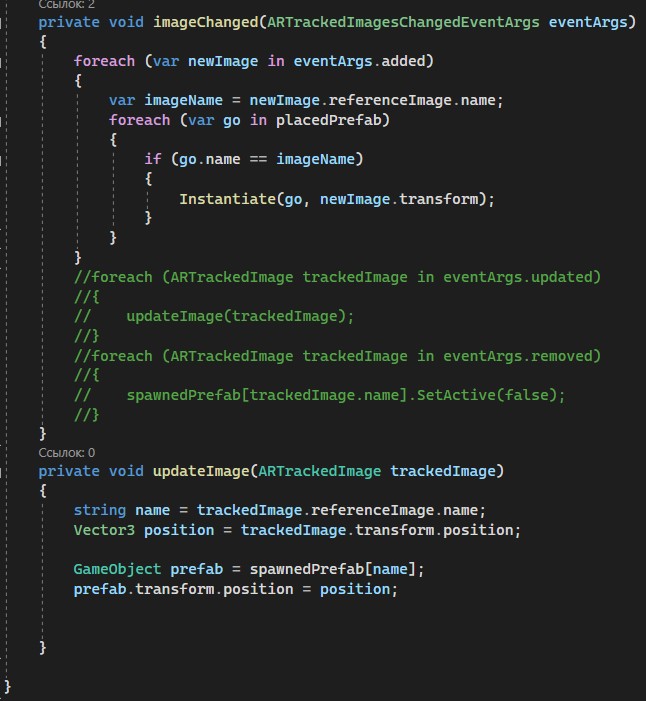 Ссылок: 2
private void imageChanged(ARTrackedImagesChangedEventArgs eventArgs)
{
foreach (var newImage in eventArgs.added)
{
var imageName = newImage.referenceImage.name;
foreach (var go in placedPrefab)
{
if (go.name == imageName)
{
Instantiate(go, newImage.transform);
}
}
}
//foreach (ARTrackedImage trackedImage in eventArgs.updated)
//{
//    updateImage(trackedImage);
//}
//foreach (ARTrackedImage trackedImage in eventArgs.removed)
//{
//    spawnedPrefab[trackedImage.name].SetActive(false);
//}
}
Ссылок: 0
private void updateImage(ARTrackedImage trackedImage)
{
string name = trackedImage.referenceImage.name;
Vector3 position = trackedImage.transform.position;
GameObject prefab = spawnedPrefab[name];
prefab.transform.position = position;
}
}